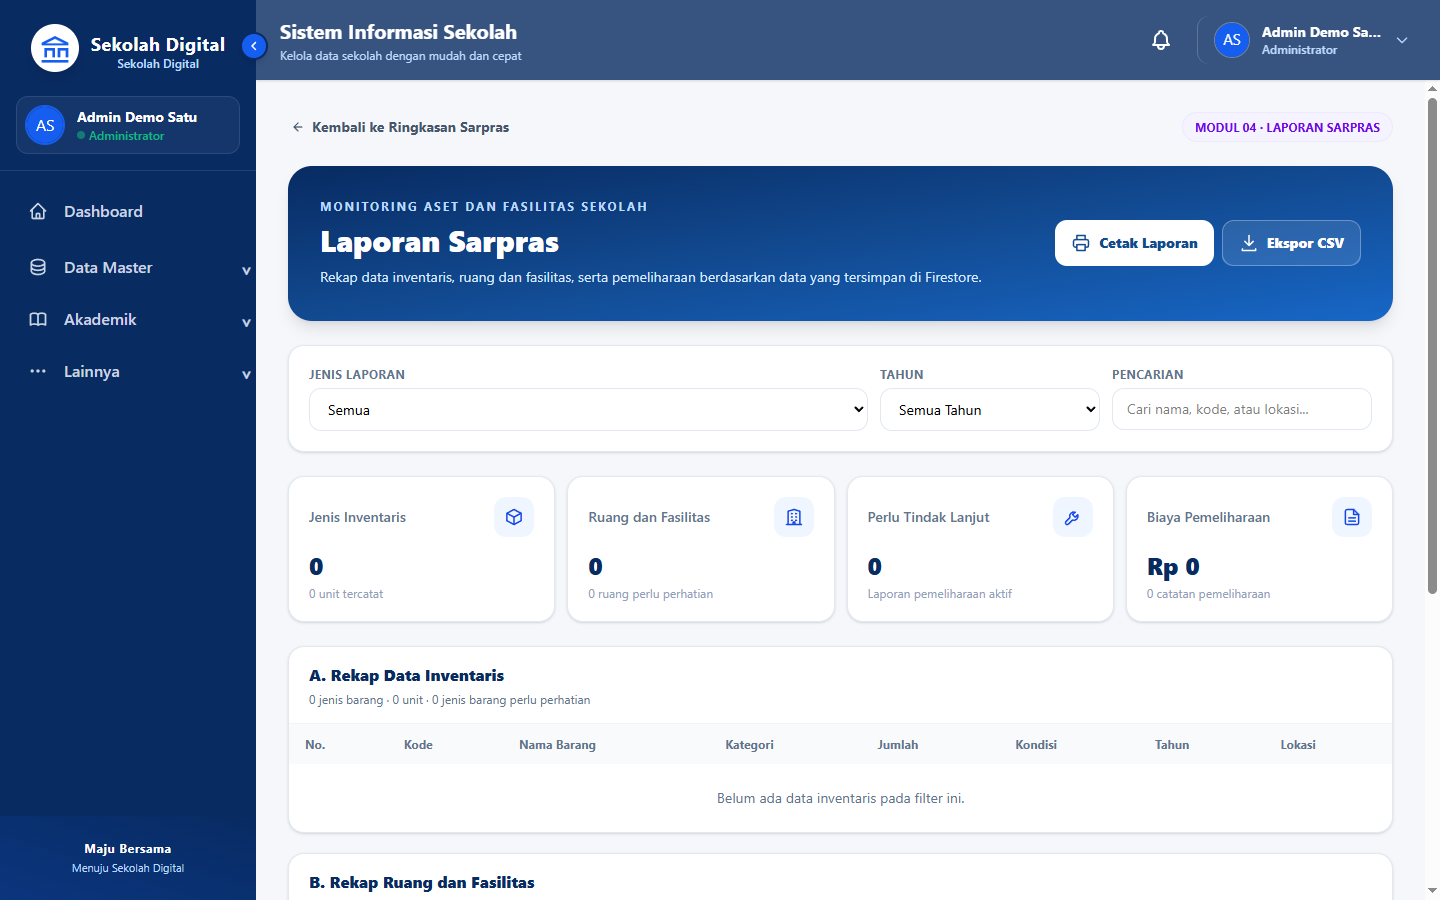 Sekolah Digital
Sekolah Digital
AS
Admin Demo Satu
Administrator
Dashboard
Data Master
Akademik
Lainnya
Maju Bersama
Menuju Sekolah Digital
Sistem Informasi Sekolah
Kelola data sekolah dengan mudah dan cepat
AS
Admin Demo Sa...
Administrator
Kembali ke Ringkasan Sarpras
MODUL 04 · LAPORAN SARPRAS
MONITORING ASET DAN FASILITAS SEKOLAH
Laporan Sarpras
Rekap data inventaris, ruang dan fasilitas, serta pemeliharaan berdasarkan data yang tersimpan di Firestore.
Cetak Laporan
Ekspor CSV
JENIS LAPORAN
Semua
TAHUN
Semua Tahun
PENCARIAN
Cari nama, kode, atau lokasi...
Jenis Inventaris
0
0 unit tercatat
Ruang dan Fasilitas
0
0 ruang perlu perhatian
Perlu Tindak Lanjut
0
Laporan pemeliharaan aktif
Biaya Pemeliharaan
Rp 0
0 catatan pemeliharaan
A. Rekap Data Inventaris
0 jenis barang · 0 unit · 0 jenis barang perlu perhatian
No. Kode Nama Barang Kategori Jumlah Kondisi Tahun Lokasi
Belum ada data inventaris pada filter ini.
B. Rekap Ruang dan Fasilitas